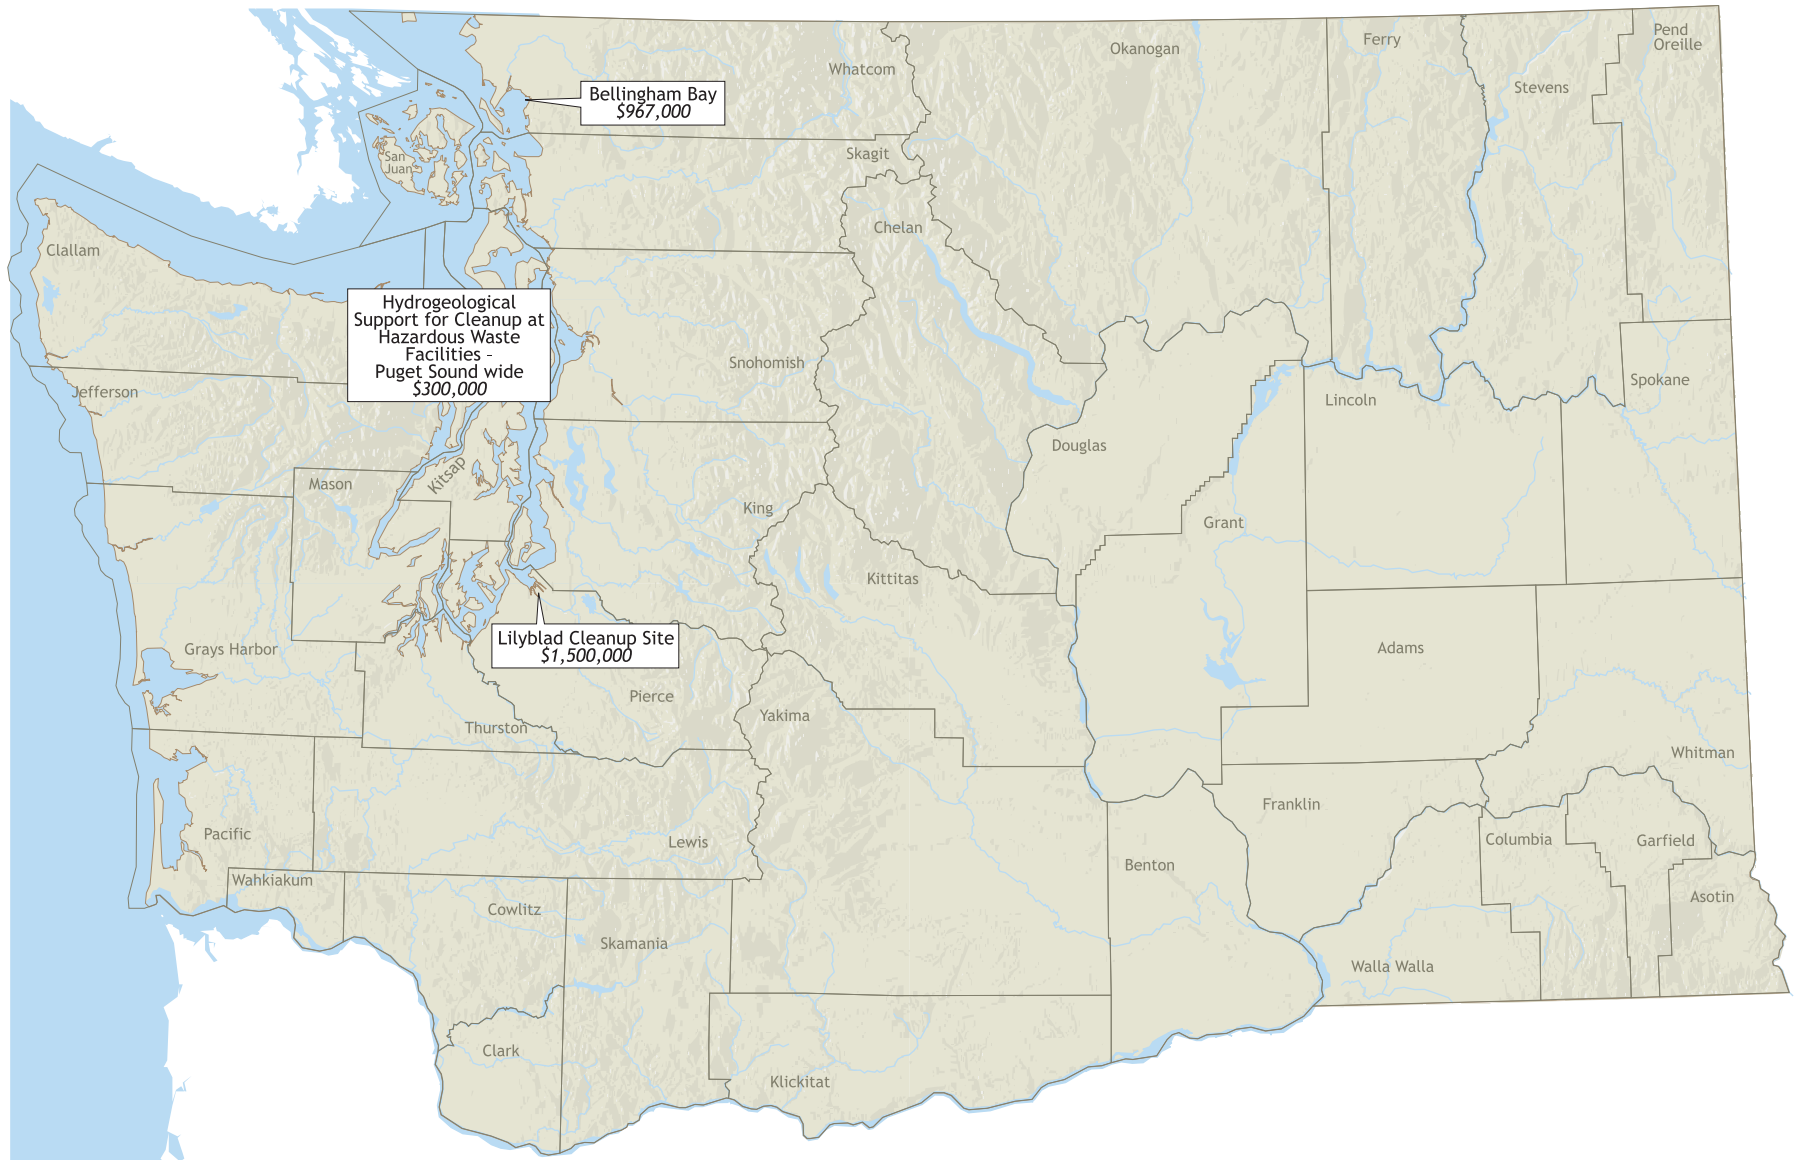 Pend
Oreille
Ferry
Okanogan
Whatcom
Stevens
Bellingham Bay
$967,000
Skagit
San
Juan
Chelan
Clallam
Hydrogeological
Support for Cleanup at
Hazardous Waste
Facilities –
Puget Sound wide
$300,000
Snohomish
Spokane
Jefferson
Lincoln
Douglas
Kitsap
Mason
King
Grant
Kittitas
Lilyblad Cleanup Site
$1,500,000
Grays Harbor
Adams
Pierce
Yakima
Thurston
Whitman
Franklin
Pacific
Lewis
Columbia
Garfield
Benton
Wahkiakum
Asotin
Cowlitz
Skamania
Walla Walla
Clark
Klickitat